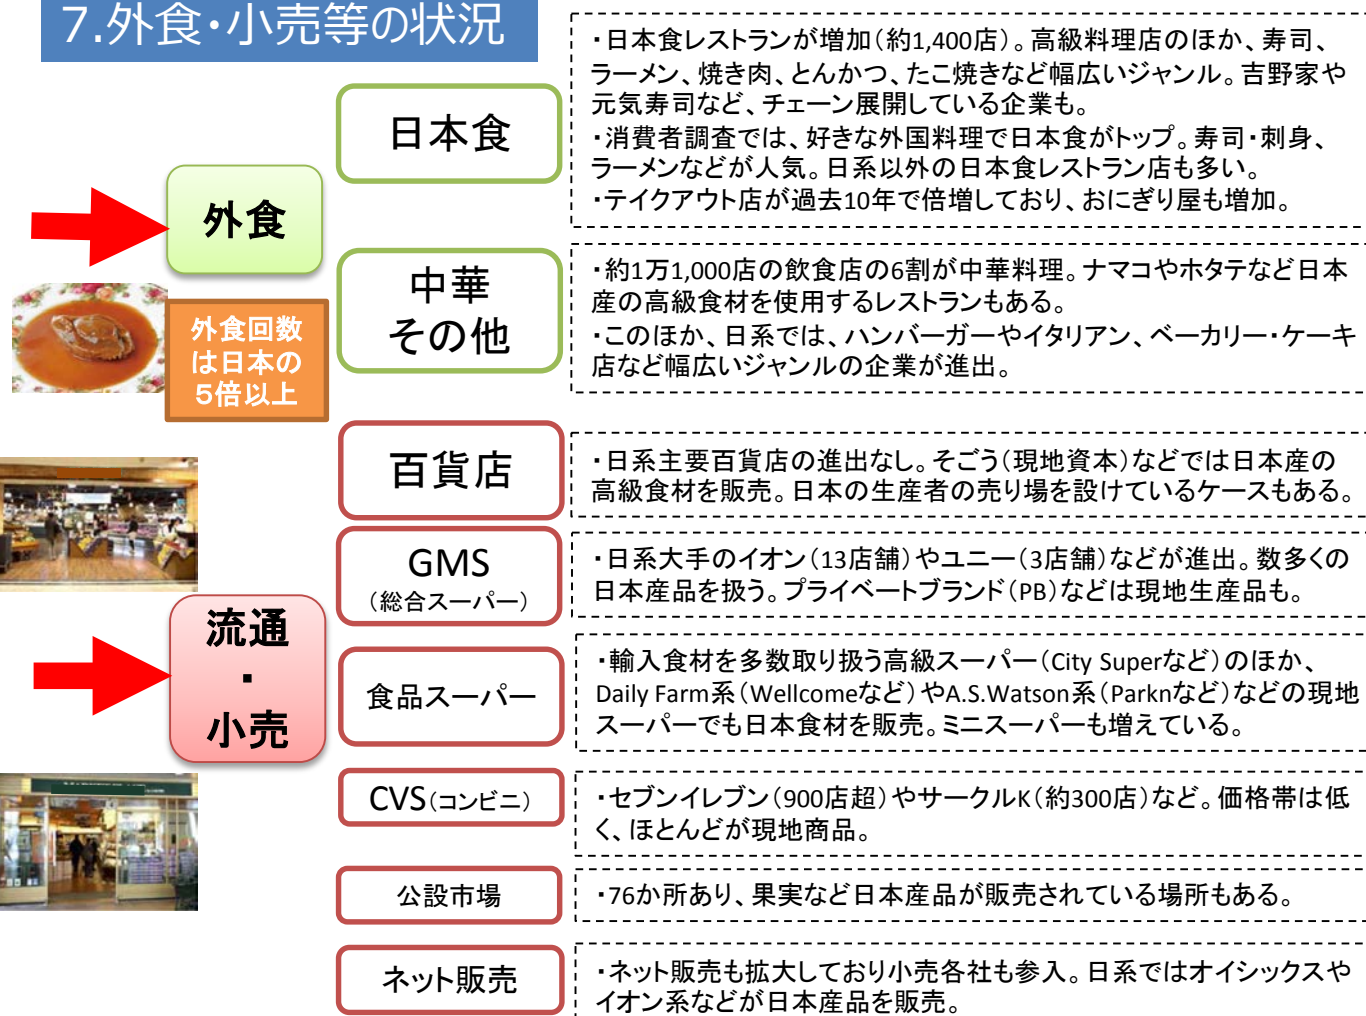 7.外食・小売等の状況
外食
外食回数
は日本の
5倍以上
日本食
・日本食レストランが増加（約1,400店）。高級料理店のほか、寿司、
ラーメン、焼き肉、とんかつ、たこ焼きなど幅広いジャンル。吉野家や
元気寿司など、チェーン展開している企業も。
・消費者調査では、好きな外国料理で日本食がトップ。寿司・刺身、
ラーメンなどが人気。日系以外の日本食レストラン店も多い。
・テイクアウト店が過去10年で倍増しており、おにぎり屋も増加。
中華
その他
・約1万1,000店の飲食店の6割が中華料理。ナマコやホタテなど日本
産の高級食材を使用するレストランもある。
・このほか、日系では、ハンバーガーやイタリアン、ベーカリー・ケーキ
店など幅広いジャンルの企業が進出。
流通
・
小売
百貨店
・日系主要百貨店の進出なし。そごう（現地資本）などでは日本産の
高級食材を販売。日本の生産者の売り場を設けているケースもある。
GMS
（総合スーパー）
・日系大手のイオン（13店舗）やユニー（3店舗）などが進出。数多くの
日本産品を扱う。プライベートブランド（PB）などは現地生産品も。
食品スーパー
・輸入食材を多数取り扱う高級スーパー（City Superなど）のほか、
Daily Farm系（Wellcomeなど）やA.S.Watson系（Parknなど）などの現地
スーパーでも日本食材を販売。ミニスーパーも増えている。
CVS（コンビニ）
・セブンイレブン（900店超）やサークルK（約300店）など。価格帯は低
く、ほとんどが現地商品。
公設市場
・76か所あり、果実など日本産品が販売されている場所もある。
ネット販売
・ネット販売も拡大しており小売各社も参入。日系ではオイシックスや
イオン系などが日本産品を販売。